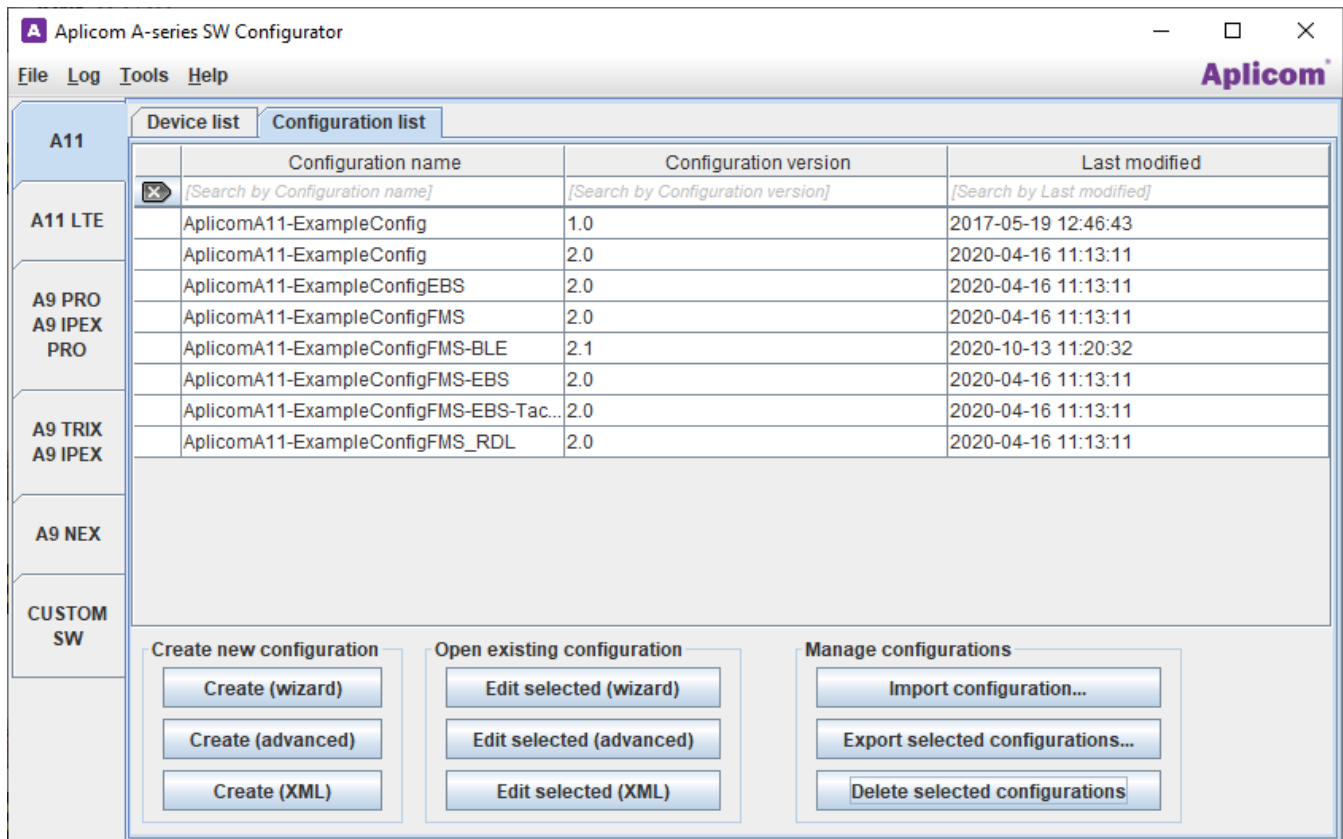 A Aplicom A-series SW Configurator
File Log Tools Help
Aplicom
A11
A11 LTE
A9 PRO
A9 IPEX
PRO
A9 TRIX
A9 IPEX
A9 NEX
CUSTOM
SW
Device list Configuration list
Configuration name Configuration version Last modified
[Search by Configuration name] [Search by Configuration version] [Search by Last modified]
AplicomA11-ExampleConfig 1.0 2017-05-19 12:46:43
AplicomA11-ExampleConfig 2.0 2020-04-16 11:13:11
AplicomA11-ExampleConfigEBS 2.0 2020-04-16 11:13:11
AplicomA11-ExampleConfigFMS 2.0 2020-04-16 11:13:11
AplicomA11-ExampleConfigFMS-BLE 2.1 2020-10-13 11:20:32
AplicomA11-ExampleConfigFMS-EBS 2.0 2020-04-16 11:13:11
AplicomA11-ExampleConfigFMS-EBS-Tac... 2.0 2020-04-16 11:13:11
AplicomA11-ExampleConfigFMS_RDL 2.0 2020-04-16 11:13:11
Create new configuration Open existing configuration Manage configurations
Create (wizard) Edit selected (wizard) Import configuration...
Create (advanced) Edit selected (advanced) Export selected configurations...
Create (XML) Edit selected (XML) Delete selected configurations